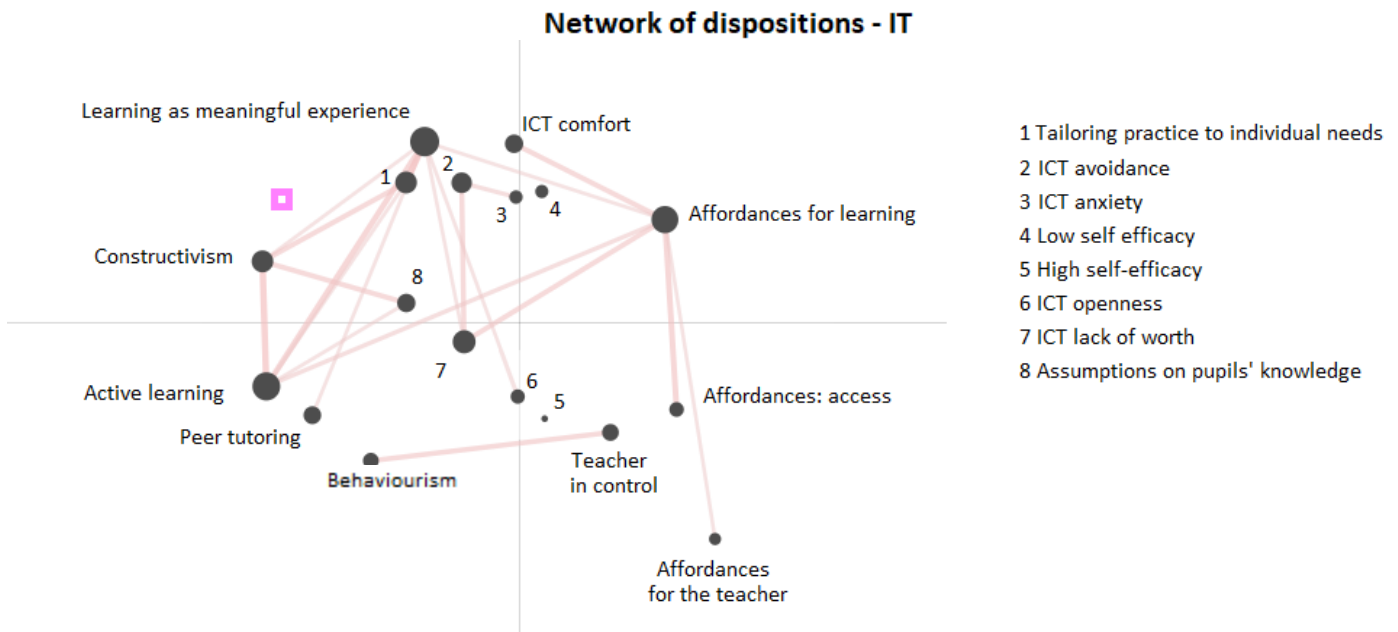 Network of dispositions - IT
Learning as meaningful experience
ICT comfort
1
2
3
4
Affordances for learning
Constructivism
8
7
6
5
Active learning
Peer tutoring
Behaviourism
Teacher
in control
Affordances: access
Affordances
for the teacher
1 Tailoring practice to individual needs
2 ICT avoidance
3 ICT anxiety
4 Low self efficacy
5 High self-efficacy
6 ICT openness
7 ICT lack of worth
8 Assumptions on pupils' knowledge